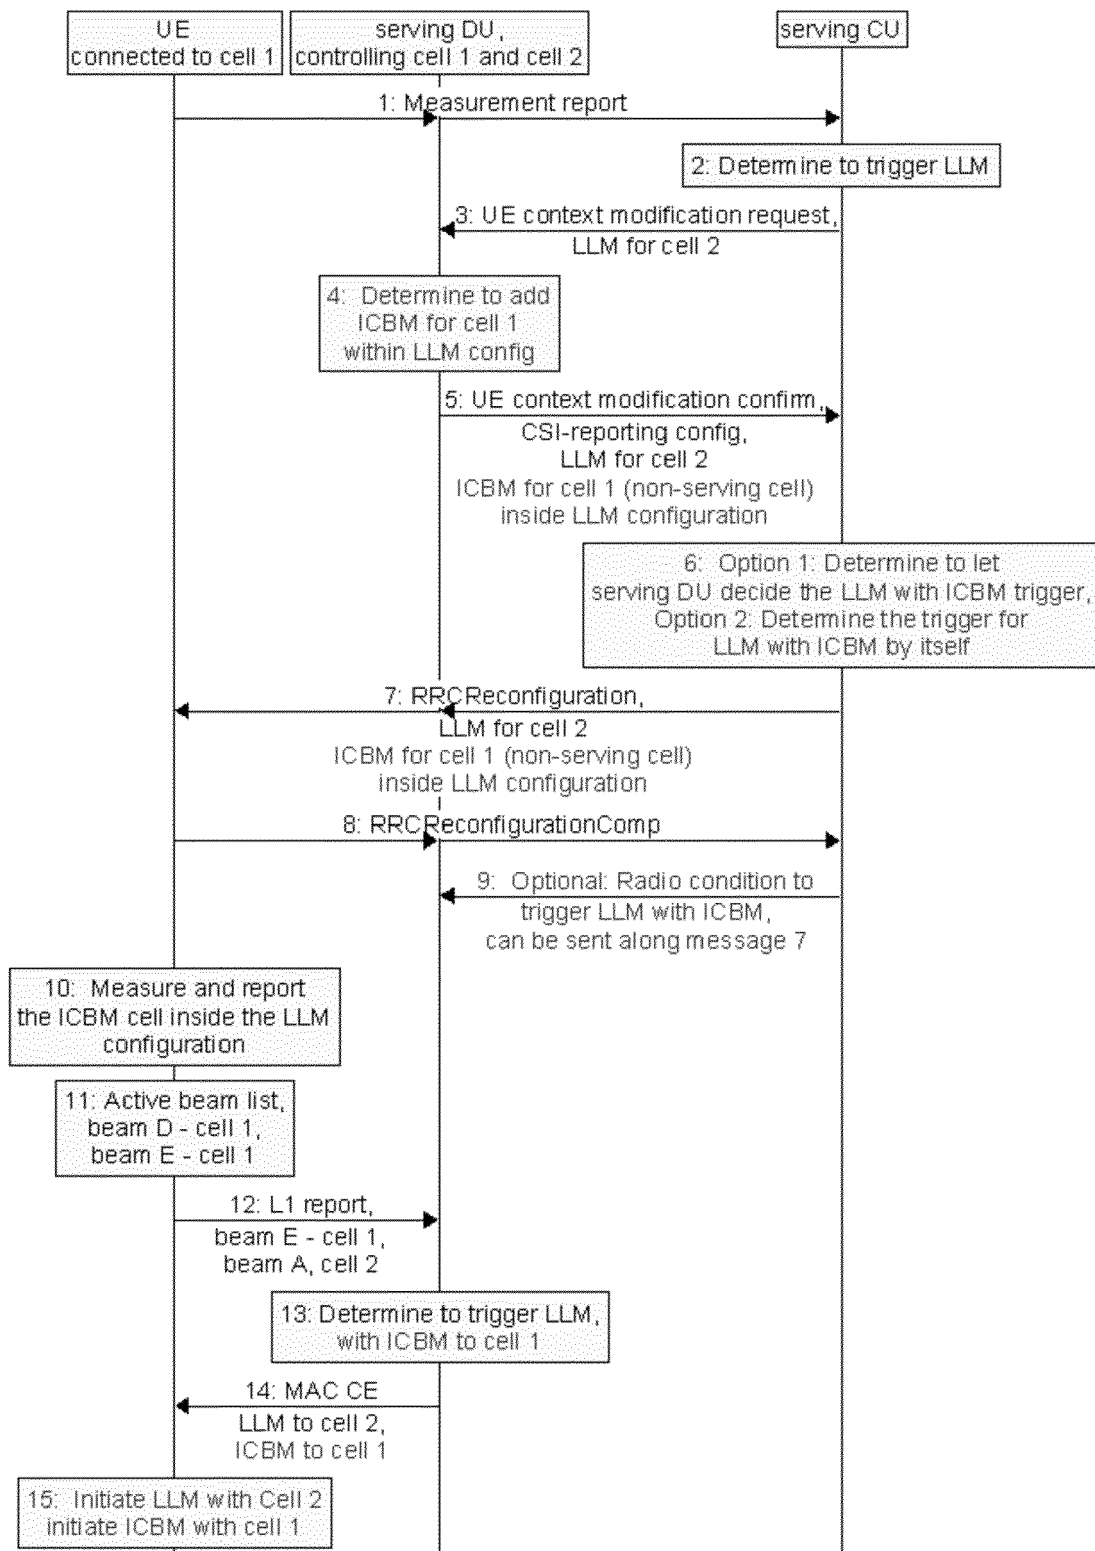 UE
connected to cell 1
serving DU,
controlling cell 1 and cell 2
serving CU
1: Measurement report
2: Determine to trigger LLM
3: UE context modification request,
LLM for cell 2
4: Determine to add
ICBM for cell 1
within LLM config
5: UE context modification confirm,
CSI-reporting config,
LLM for cell 2
ICBM for cell 1 (non-serving cell)
inside LLM configuration
6: Option 1: Determine to let
serving DU decide the LLM with ICBM trigger,
Option 2: Determine the trigger for
LLM with ICBM by itself
7: RRCReconfiguration,
LLM for cell 2
ICBM for cell 1 (non-serving cell)
inside LLM configuration
8: RRCReconfigurationComp
9: Optional: Radio condition to
trigger LLM with ICBM,
can be sent along message 7
10: Measure and report
the ICBM cell inside the LLM
configuration
11: Active beam list,
beam D - cell 1,
beam E - cell 1
12: L1 report,
beam E - cell 1,
beam A, cell 2
13: Determine to trigger LLM,
with ICBM to cell 1
14: MAC CE
LLM to cell 2,
ICBM to cell 1
15: Initiate LLM with Cell 2
initiate ICBM with cell 1